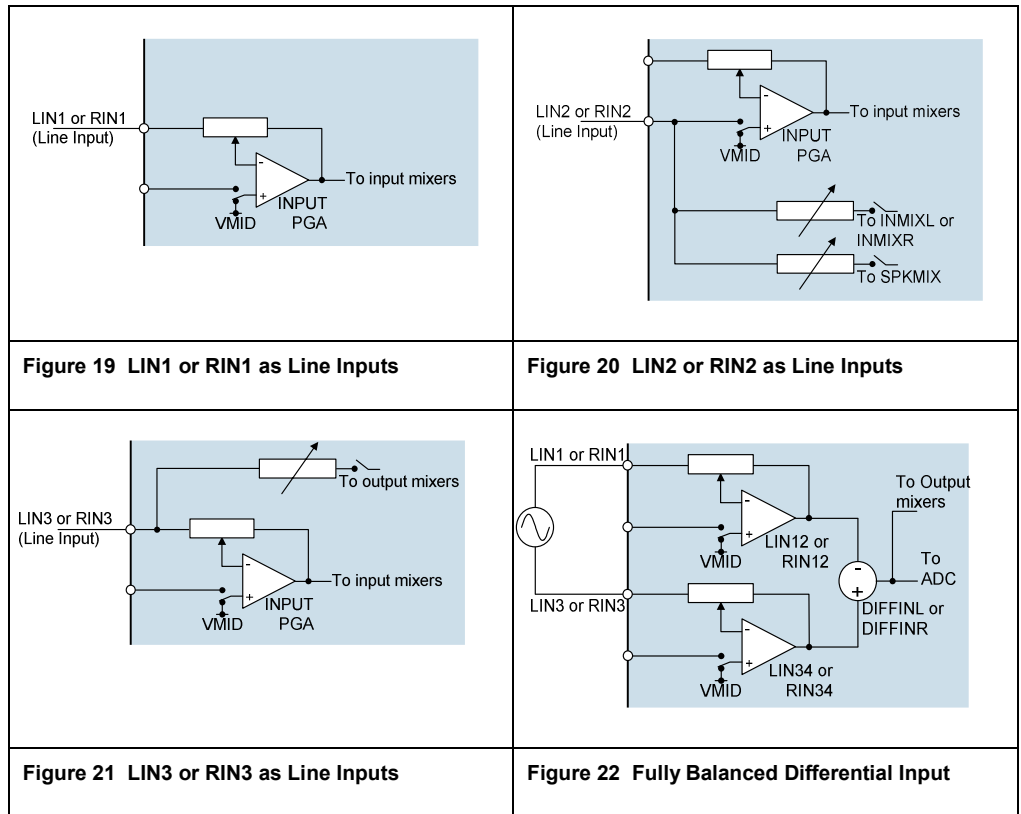 LIN1 or RIN1
(Line Input)
-
+
VMID
INPUT
PGA
To input mixers
Figure 19 LIN1 or RIN1 as Line Inputs
LIN2 or RIN2
(Line Input)
-
+
VMID
INPUT
PGA
To input mixers
To INMIXL or
INMIXR
To SPKMIX
Figure 20 LIN2 or RIN2 as Line Inputs
To output mixers
LIN3 or RIN3
(Line Input)
-
+
VMID
INPUT
PGA
To input mixers
Figure 21 LIN3 or RIN3 as Line Inputs
LIN1 or RIN1
-
+
VMID
LIN12 or
RIN12
To Output
mixers
To
ADC
-
+
DIFFINL or
DIFFINR
LIN3 or RIN3
-
+
VMID
LIN34 or
RIN34
Figure 22 Fully Balanced Differential Input